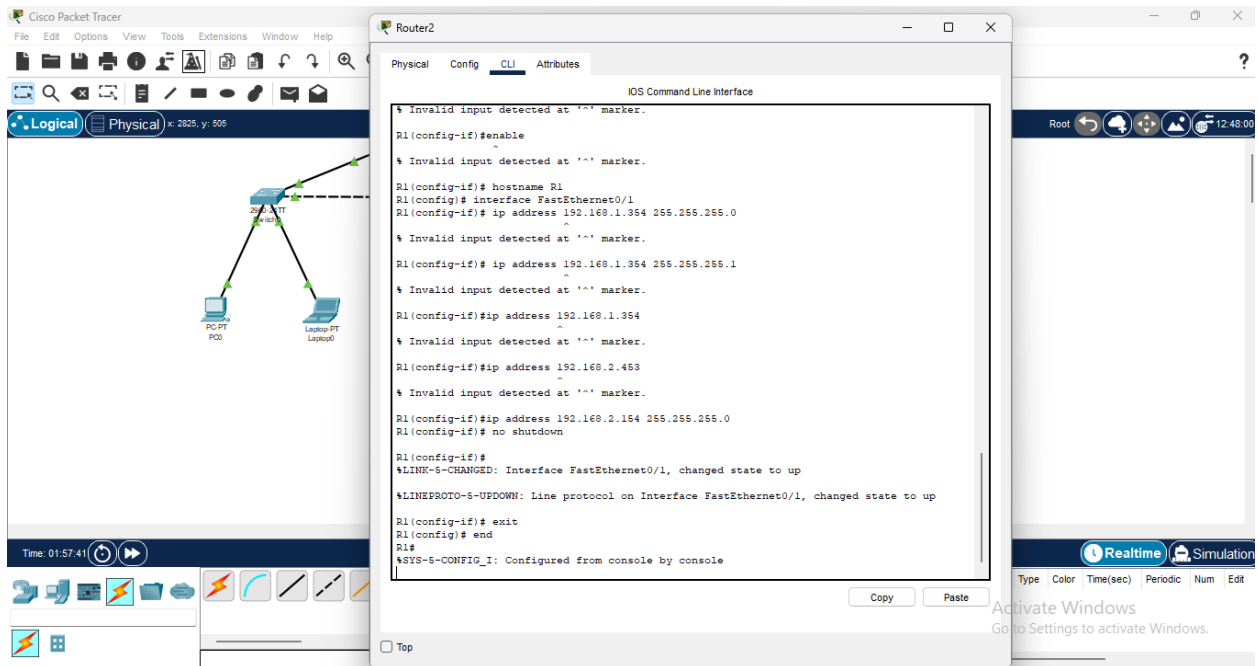 Cisco Packet Tracer
File Edit Options View Tools Extensions Window Help
?
Logical Physical x: 2825, y: 505
Root 12:48:00
PC-PT
PC0
Laptop-PT
Laptop0
Router2
Physical Config CLI Attributes
IOS Command Line Interface
% Invalid input detected at '^' marker.
R1(config-if)#enable
^
% Invalid input detected at '^' marker.
R1(config-if)# hostname R1
R1(config)# interface FastEthernet0/1
R1(config-if)# ip address 192.168.1.354 255.255.255.0
^
% Invalid input detected at '^' marker.
R1(config-if)# ip address 192.168.1.354 255.255.255.1
^
% Invalid input detected at '^' marker.
R1(config-if)#ip address 192.168.1.354
^
% Invalid input detected at '^' marker.
R1(config-if)#ip address 192.168.2.453
^
% Invalid input detected at '^' marker.
R1(config-if)#ip address 192.168.2.154 255.255.255.0
R1(config-if)# no shutdown
R1(config-if)#
%LINK-5-CHANGED: Interface FastEthernet0/1, changed state to up
%LINEPROTO-5-UPDOWN: Line protocol on Interface FastEthernet0/1, changed state to up
R1(config-if)# exit
R1(config)# end
R1#
%SYS-5-CONFIG_I: Configured from console by console
Copy Paste
Top
Time: 01:57:41
Realtime Simulation
Type Color Time(sec) Periodic Num Edit
Activate Windows
Go to Settings to activate Windows.